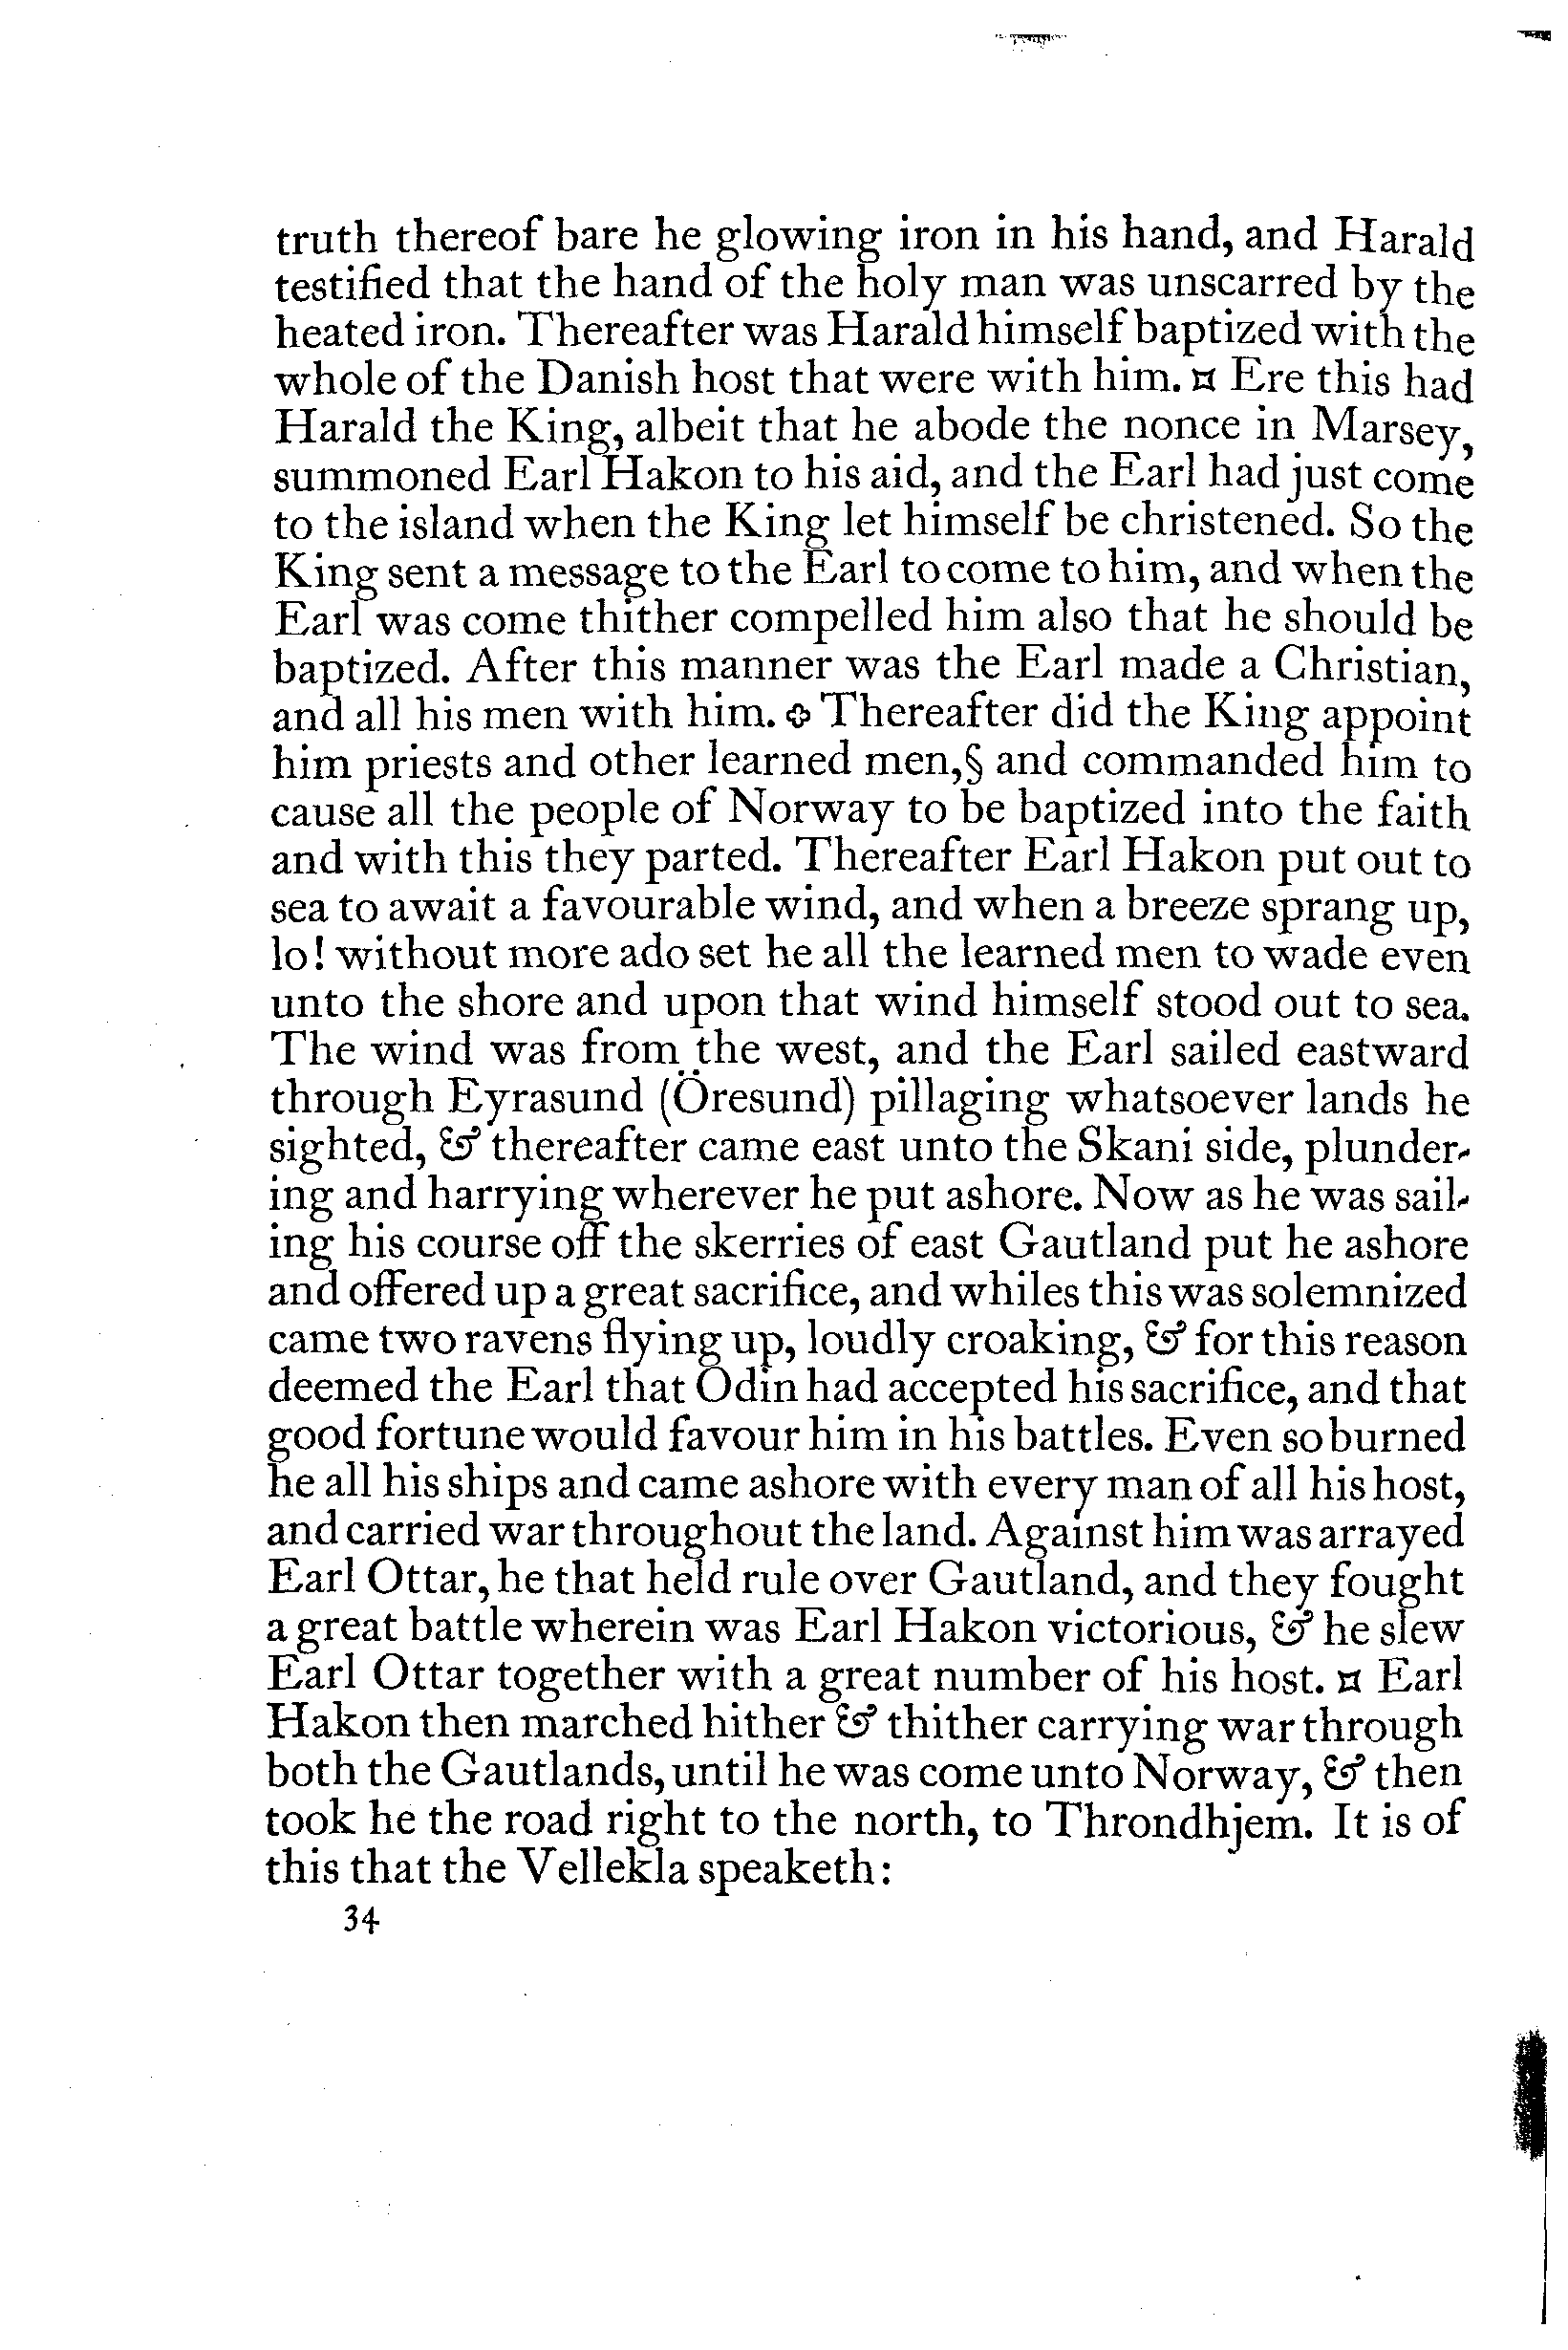 truth thereof bare he glowing iron in his hand, and Harald
testified that the hand of the holy man was unscarred by the
heated iron. Thereafter was Harald himself baptized with the
whole of the Danish host that were with him. ¤ Ere this had
Harald the King, albeit that he abode the nonce in Marsey,
summoned Earl Hakon to his aid, and the Earl had just come
to the island when the King let himself be christened. So the
King sent a message to the Earl to come to him, and when the
Earl was come thither compelled him also that he should be
baptized. After this manner was the Earl made a Christian,
and all his men with him. ✥ Thereafter did the King appoint
him priests and other learned men,§ and commanded him to
cause all the people of Norway to be baptized into the faith
and with this they parted. Thereafter Earl Hakon put out to
sea to await a favourable wind, and when a breeze sprang up,
lo! without more ado set he all the learned men to wade even
unto the shore and upon that wind himself stood out to sea.
The wind was from the west, and the Earl sailed eastward
through Eyrasund (Öresund) pillaging whatsoever lands he
sighted, & thereafter came east unto the Skani side, plunder-
ing and harrying wherever he put ashore. Now as he was sail-
ing his course off the skerries of east Gautland put he ashore
and offered up a great sacrifice, and whiles this was solemnized
came two ravens flying up, loudly croaking, & for this reason
deemed the Earl that Odin had accepted his sacrifice, and that
good fortune would favour him in his battles. Even so burned
he all his ships and came ashore with every man of all his host,
and carried war throughout the land. Against him was arrayed
Earl Ottar, he that held rule over Gautland, and they fought
a great battle wherein was Earl Hakon victorious, & he slew
Earl Ottar together with a great number of his host. ¤ Earl
Hakon then marched hither & thither carrying war through
both the Gautlands, until he was come unto Norway, & then
took he the road right to the north, to Throndhjem. It is of
this that the Vellekla speaketh:
34